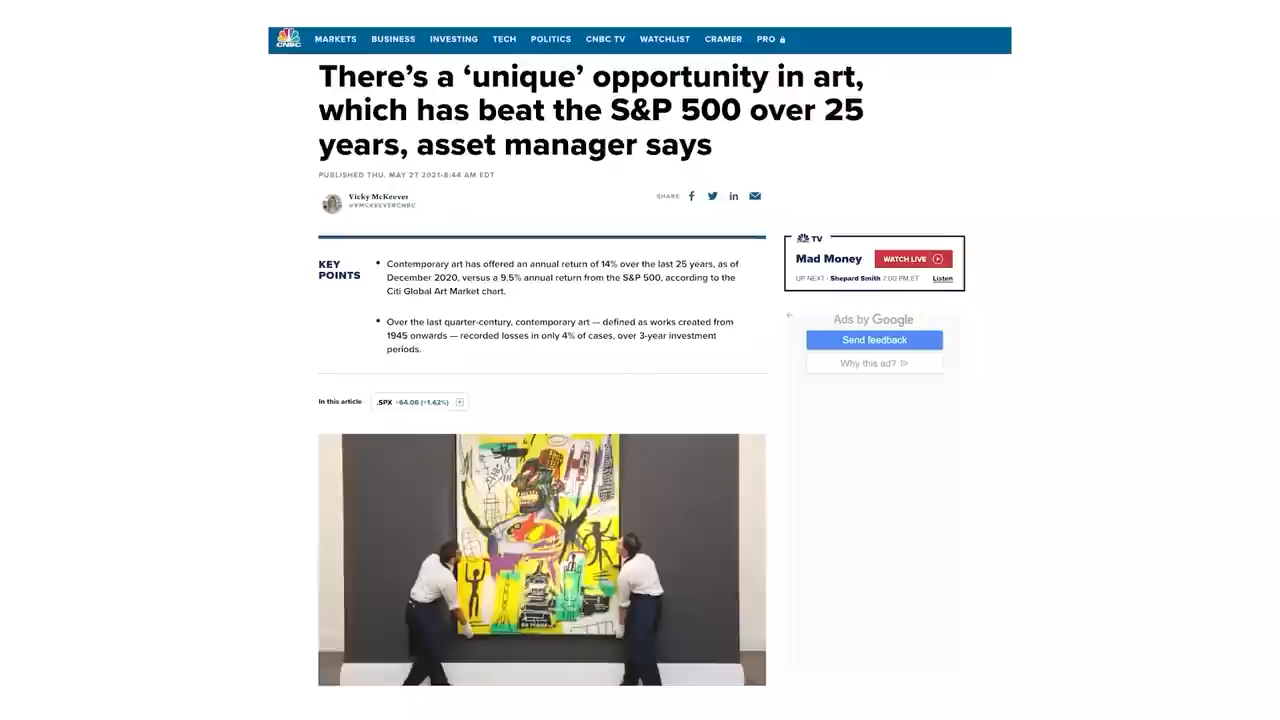 CNBC
MARKETS BUSINESS INVESTING TECH POLITICS CNBC TV WATCHLIST CRAMER PRO
There’s a ‘unique’ opportunity in art,
which has beat the S&P 500 over 25
years, asset manager says
PUBLISHED THU, MAY 27 2021 8:44 AM EDT
Vicky McKeever
@VMCKEEVERCNBC
SHARE
KEY
POINTS
Contemporary art has offered an annual return of 14% over the last 25 years, as of
December 2020, versus a 9.5% annual return from the S&P 500, according to the
Citi Global Art Market chart.
Over the last quarter-century, contemporary art — defined as works created from
1945 onwards — recorded losses in only 4% of cases, over 3-year investment
periods.
In this article
.SPX +64.06 (+1.42%)
TV
Mad Money
WATCH LIVE
UP NEXT | Shepard Smith 7:00 PM ET
Listen
Ads by Google
Send feedback
Why this ad?